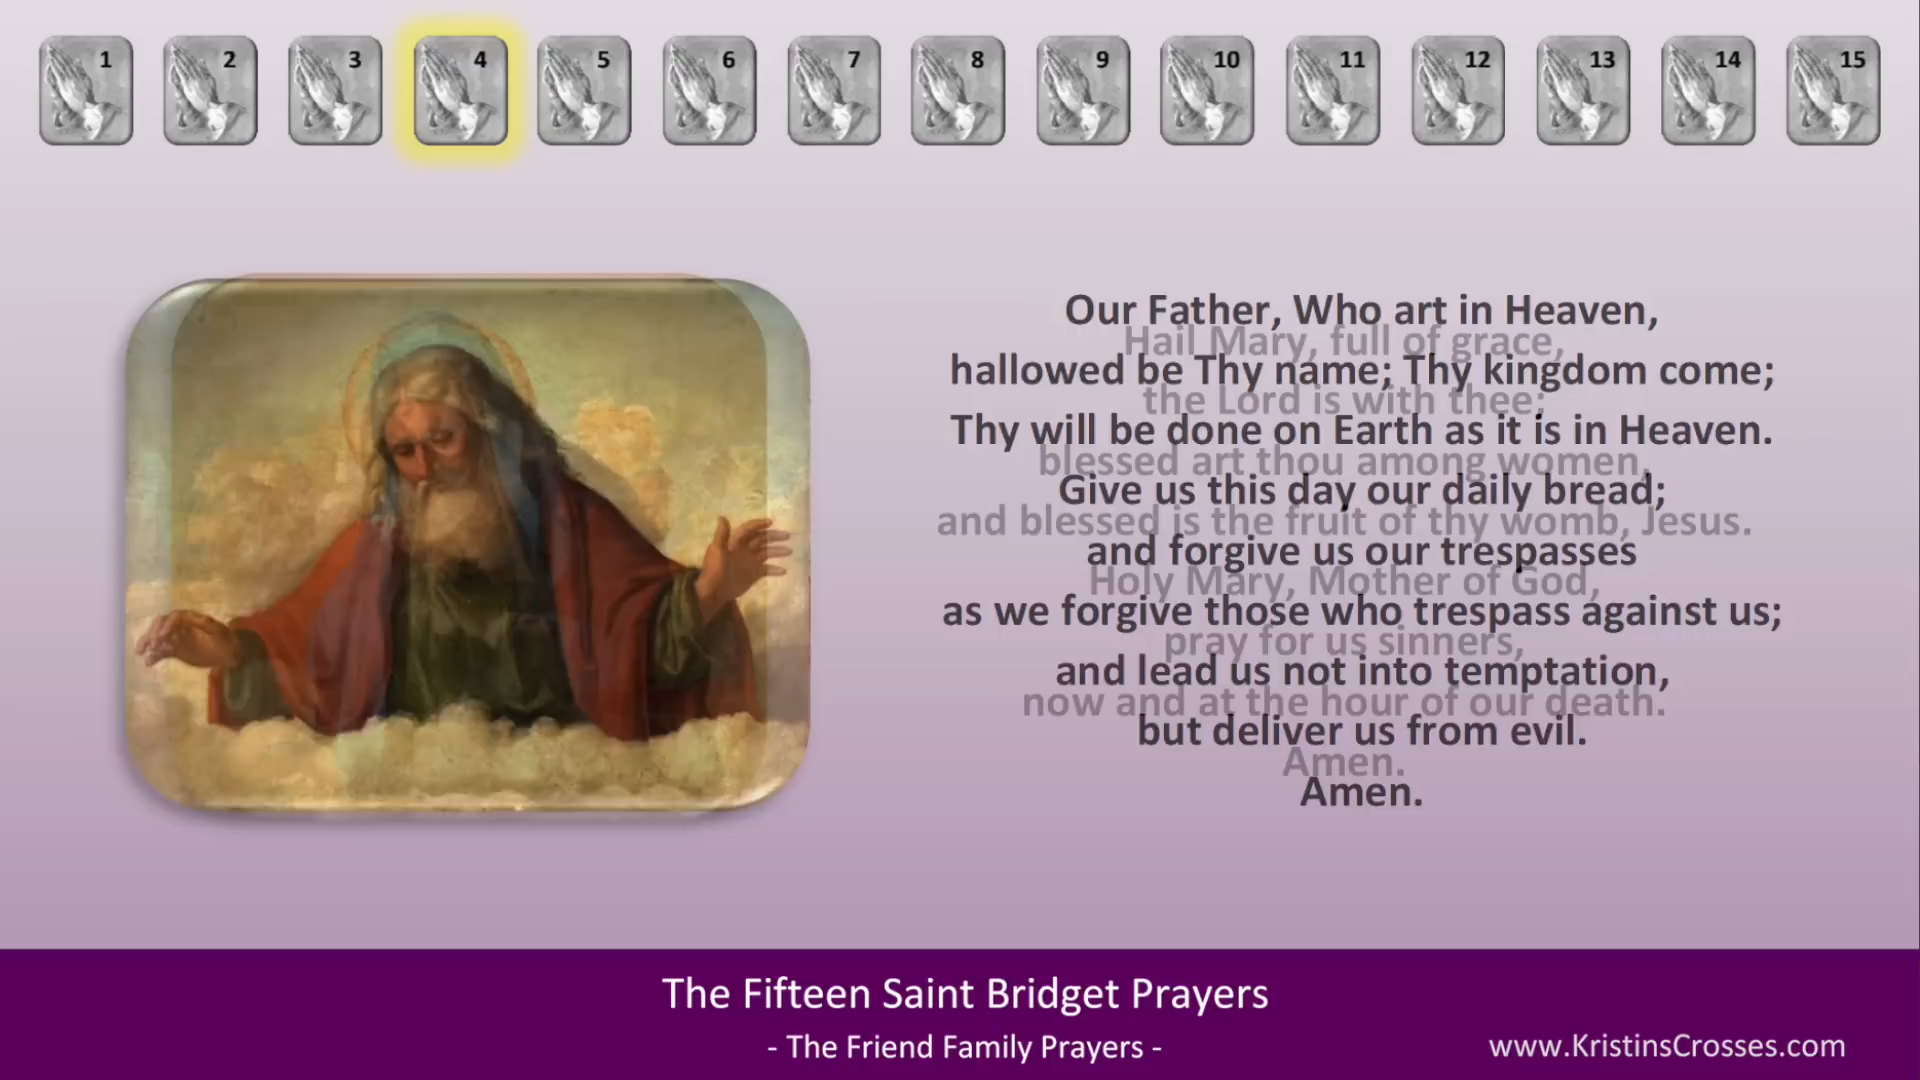 1 2 3 4 5 6 7 8 9 10 11 12 13 14 15
Our Father, Who art in Heaven,
hallowed be Thy name; Thy kingdom come;
Thy will be done on Earth as it is in Heaven.
Give us this day our daily bread;
and forgive us our trespasses
as we forgive those who trespass against us;
and lead us not into temptation,
but deliver us from evil.
Amen.
Hail Mary, full of grace,
the Lord is with thee;
blessed art thou among women,
and blessed is the fruit of thy womb, Jesus.
Holy Mary, Mother of God,
pray for us sinners,
now and at the hour of our death.
Amen.
The Fifteen Saint Bridget Prayers
- The Friend Family Prayers -
www.KristinsCrosses.com